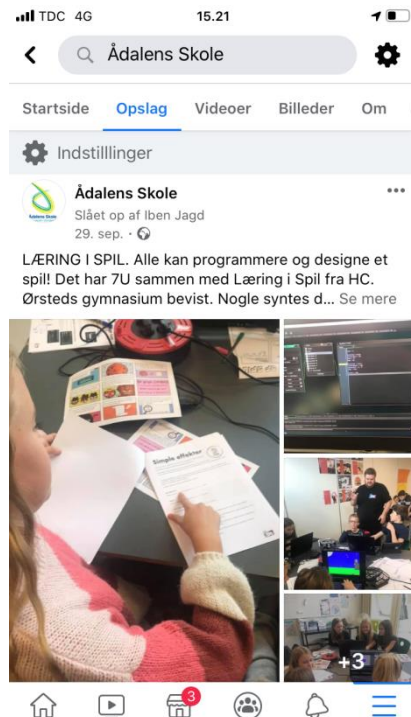 TDC 4G 15.21
Ådalens Skole
Startside Opslag Videoer Billeder Om
Indstilllinger
Ådalens Skole
Slået op af Iben Jagd
29. sep.
LÆRING I SPIL. Alle kan programmere og designe et
spil! Det har 7U sammen med Læring i Spil fra HC.
Ørsteds gymnasium bevist. Nogle syntes d... Se mere
Simple effekter
+3
3